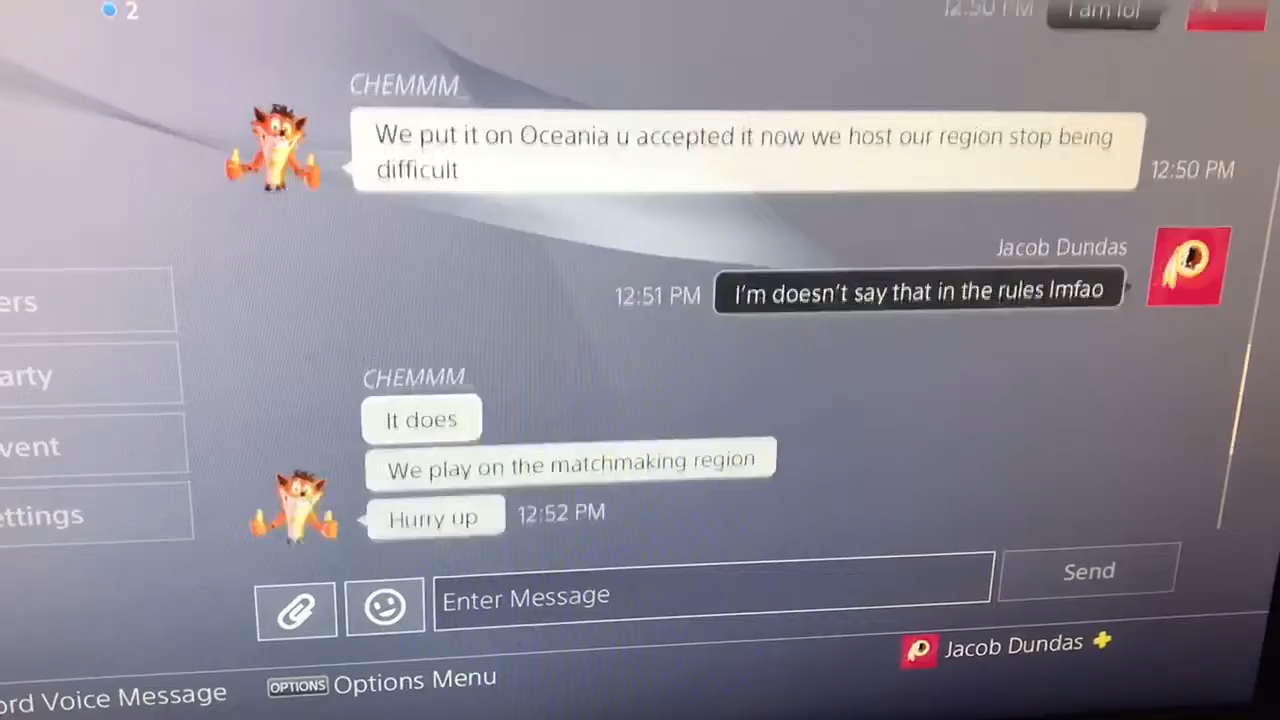 2
12:50 PM
I am lol
CHEMMM_
We put it on Oceania u accepted it now we host our region stop being
difficult
12:50 PM
Jacob Dundas
12:51 PM
I'm doesn't say that in the rules lmfao
ers
arty
CHEMMM_
It does
vent
We play on the matchmaking region
ettings
Hurry up
12:52 PM
Enter Message
Send
Jacob Dundas
ord Voice Message
OPTIONS Options Menu